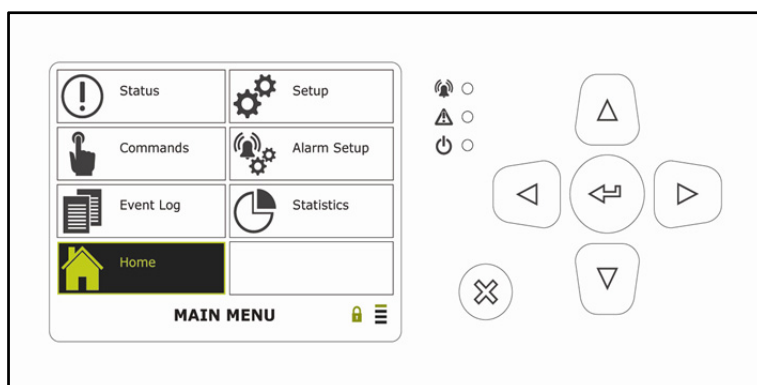 Status
Setup
Commands
Alarm Setup
Event Log
Statistics
Home
MAIN MENU